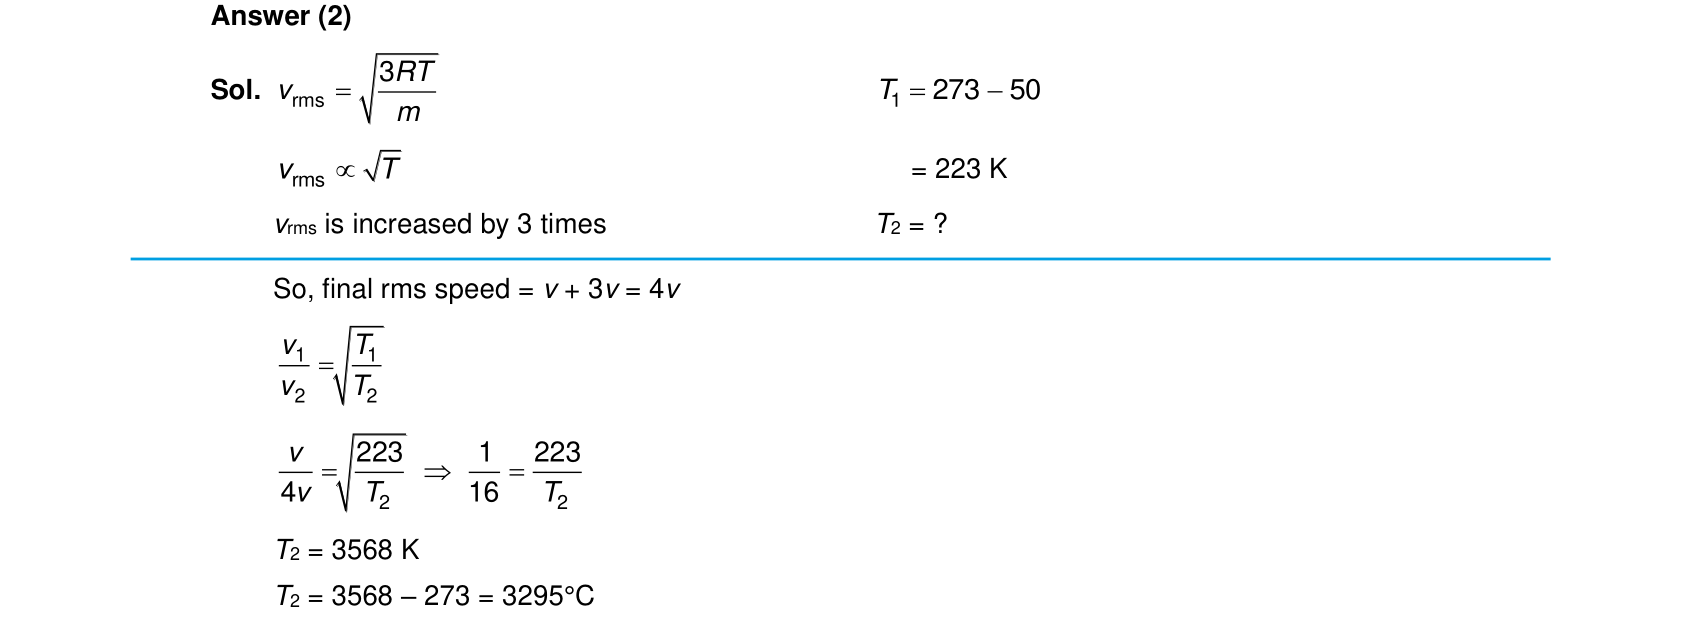 Answer (2)
Sol. v_rms = √(3RT/m) T₁ = 273 – 50
v_rms ∝ √T = 223 K
v_rms is increased by 3 times T₂ = ?
So, final rms speed = v + 3v = 4v
v₁/v₂ = √(T₁/T₂)
v/4v = √(223/T₂) ⇒ 1/16 = 223/T₂
T₂ = 3568 K
T₂ = 3568 – 273 = 3295°C